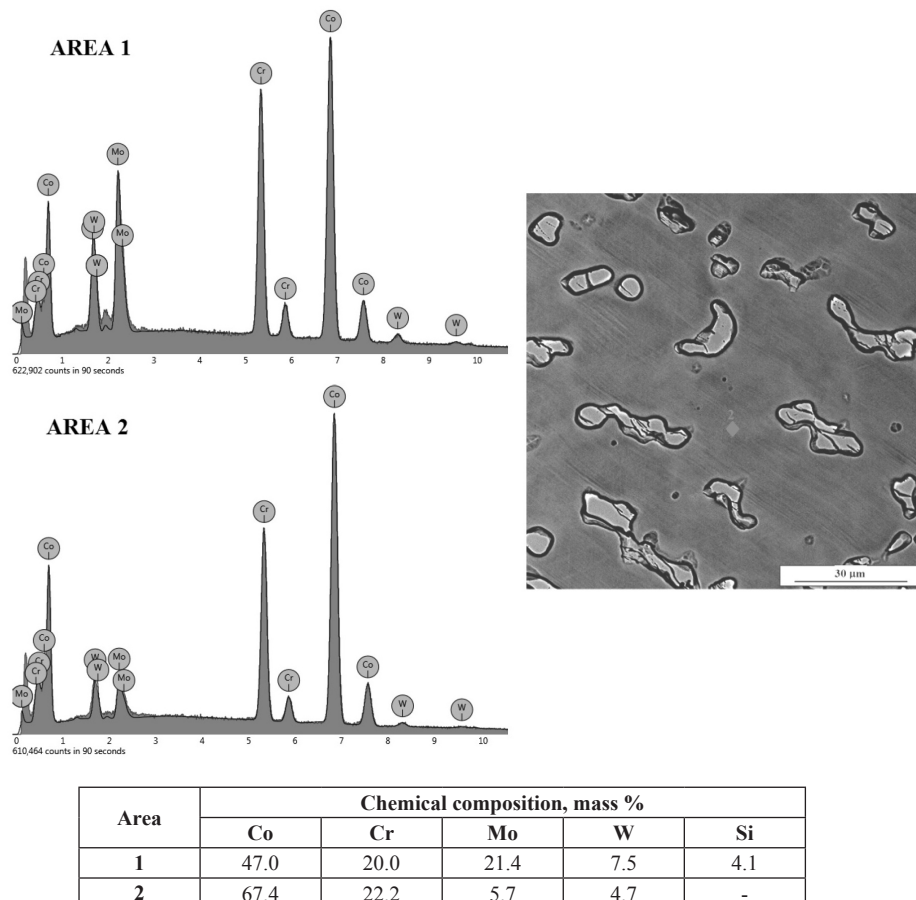 AREA 1
Co
Cr
Mo
Co
W
Mo
W
Co
Cr
Cr
Mo
Cr
Co
W
W
0 1 2 3 4 5 6 7 8 9 10
622,902 counts in 90 seconds
AREA 2
Co
Cr
Co
Co
Cr
Cr
Mo
W
W
Mo
Mo
Cr
Co
W
W
0 1 2 3 4 5 6 7 8 9 10
610,464 counts in 90 seconds
2
30 µm
Area Chemical composition, mass %
Co Cr Mo W Si
1 47.0 20.0 21.4 7.5 4.1
2 67.4 22.2 5.7 4.7 -